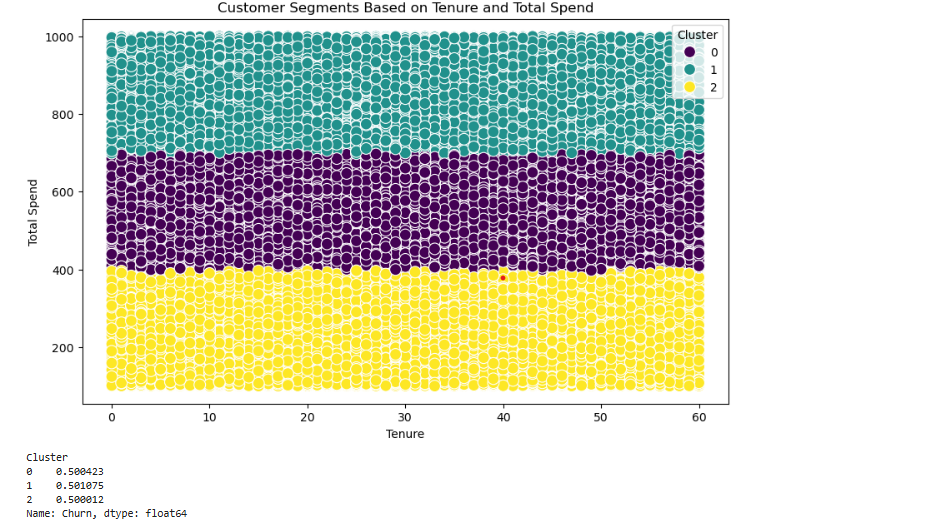 Customer Segments Based on Tenure and Total Spend
Cluster
0
1
2
1000
800
600
400
200
Total Spend
0 10 20 30 40 50 60
Tenure
Cluster
0 0.500423
1 0.501075
2 0.500012
Name: Churn, dtype: float64